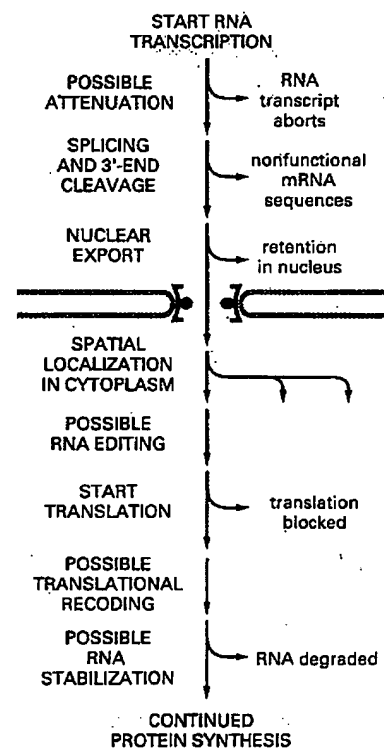 START RNA
TRANSCRIPTION
POSSIBLE
ATTENUATION
RNA
transcript
aborts
SPLICING
AND 3'-END
CLEAVAGE
nonfunctional
mRNA
sequences
NUCLEAR
EXPORT
retention
in nucleus
SPATIAL
LOCALIZATION
IN CYTOPLASM
POSSIBLE
RNA EDITING
START
TRANSLATION
translation
blocked
POSSIBLE
TRANSLATIONAL
RECODING
POSSIBLE
RNA
STABILIZATION
RNA degraded
CONTINUED
PROTEIN SYNTHESIS